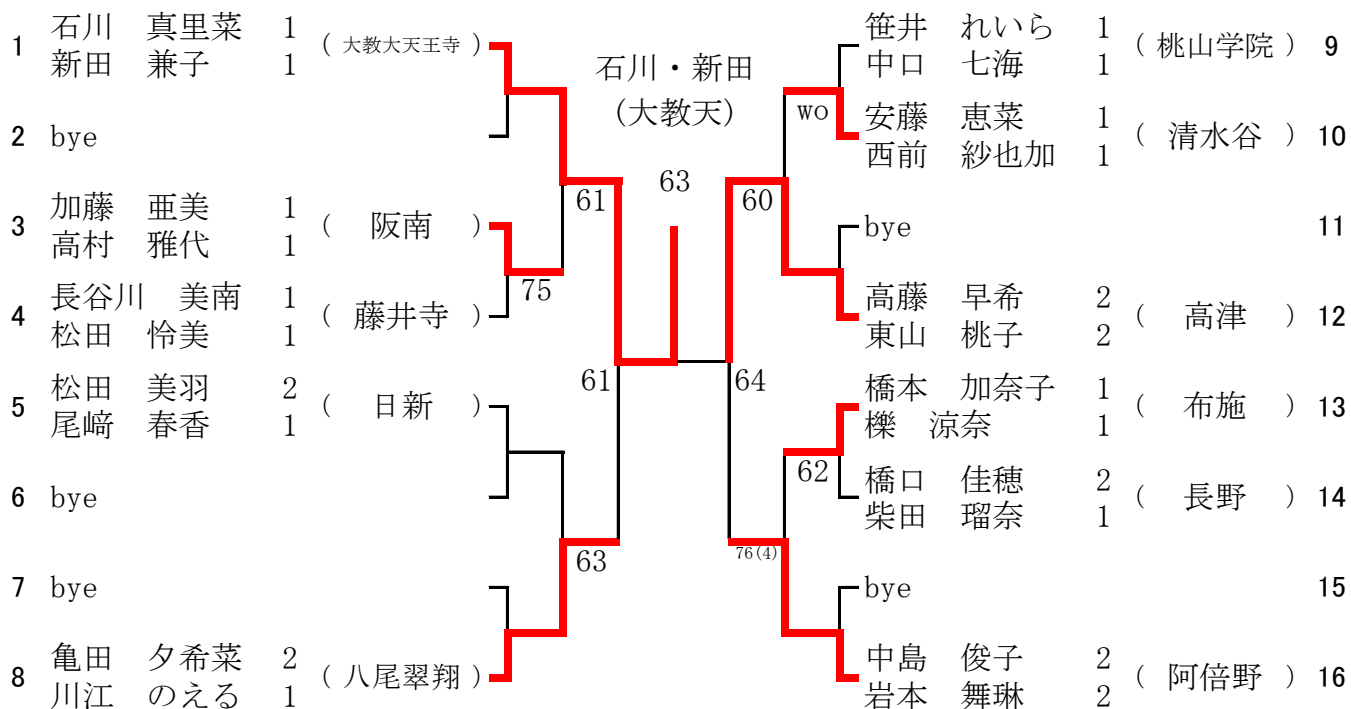 石川 真里菜 1
1 (大教大天王寺)
新田 兼子 1
2 bye
加藤 亜美 1
3 ( 阪南 )
高村 雅代 1
75
長谷川 美南 1
4 ( 藤井寺 )
松田 怜美 1
61
松田 美羽 2
5 ( 日新 )
尾﨑 春香 1
6 bye
7 bye
63
亀田 夕希菜 2
8 (八尾翠翔)
川江 のえる 1
61
石川・新田
(大教天)
63
笹井 れいら 1
(桃山学院) 9
中口 七海 1
wo
安藤 恵菜 1
( 清水谷 ) 10
西前 紗也加 1
60
bye 11
高藤 早希 2
( 高津 ) 12
東山 桃子 2
64
橋本 加奈子 1
( 布施 ) 13
櫟 涼奈 1
62
橋口 佳穂 2
( 長野 ) 14
柴田 瑠奈 1
76(4)
bye 15
中島 俊子 2
( 阿倍野 ) 16
岩本 舞琳 2